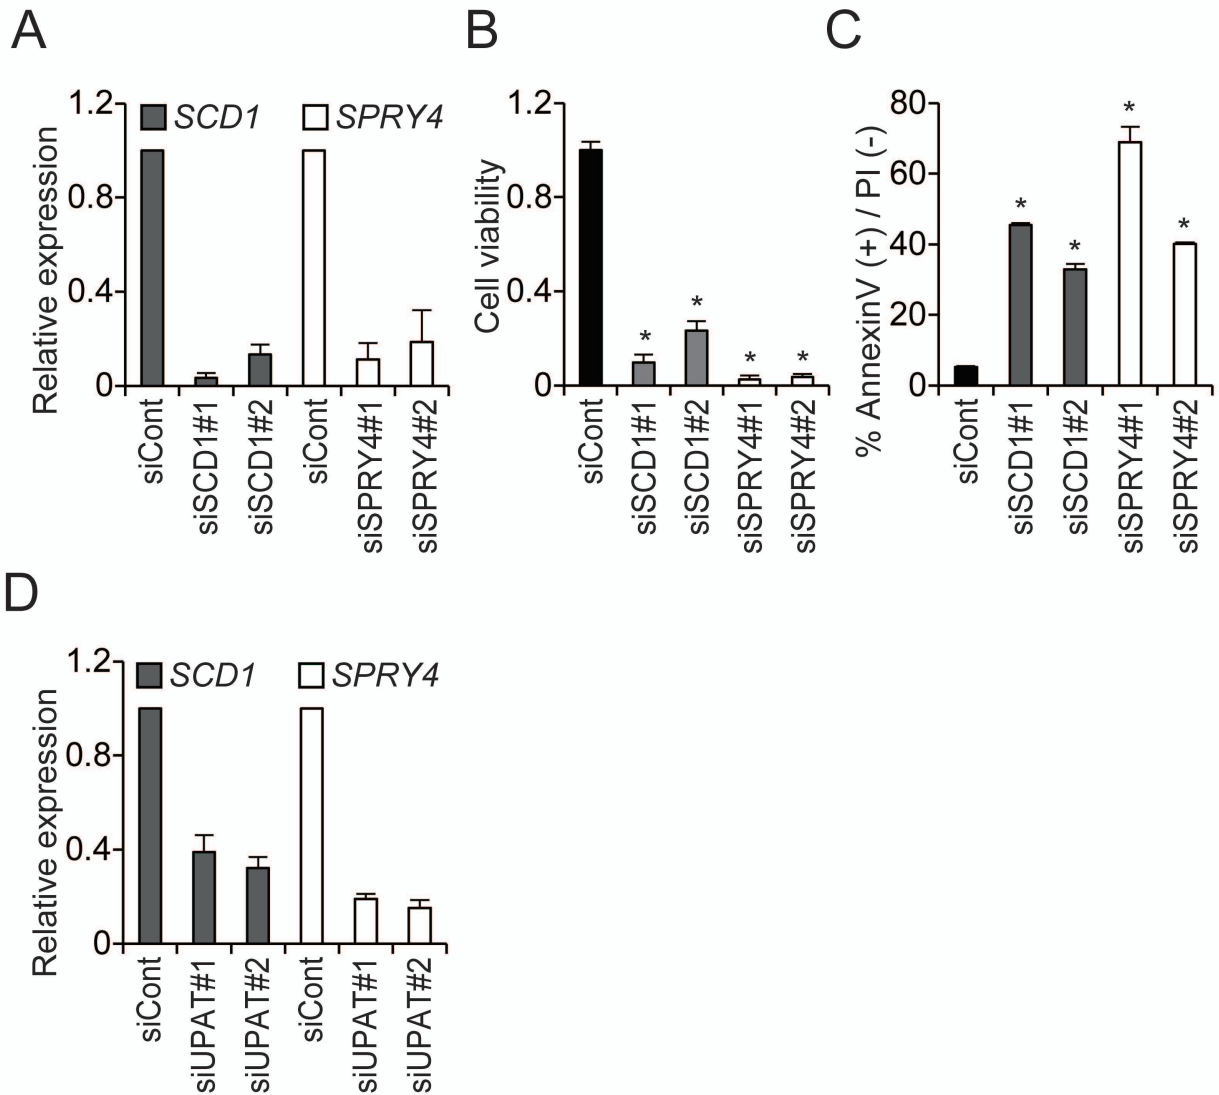 A
Relative expression
1.2
0.8
0.4
0
SCD1 SPRY4
siCont
siSCD1#1
siSCD1#2
siCont
siSPRY4#1
siSPRY4#2
B
Cell viability
1.2
0.8
0.4
0
*
*
*
*
siCont
siSCD1#1
siSCD1#2
siSPRY4#1
siSPRY4#2
C
% AnnexinV (+) / PI (-)
80
60
40
20
0
*
*
*
*
siCont
siSCD1#1
siSCD1#2
siSPRY4#1
siSPRY4#2
D
Relative expression
1.2
0.8
0.4
0
SCD1 SPRY4
siCont
siUPAT#1
siUPAT#2
siCont
siUPAT#1
siUPAT#2